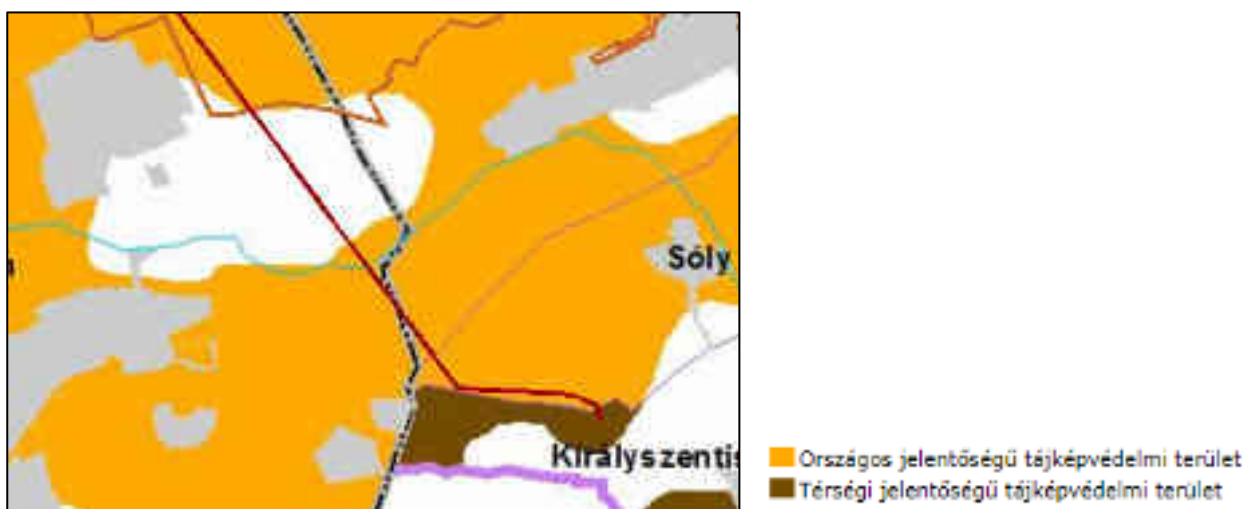 Sóly
Királyszentis
Országos jelentőségű tájképvédelmi terület
Térségi jelentőségű tájképvédelmi terület